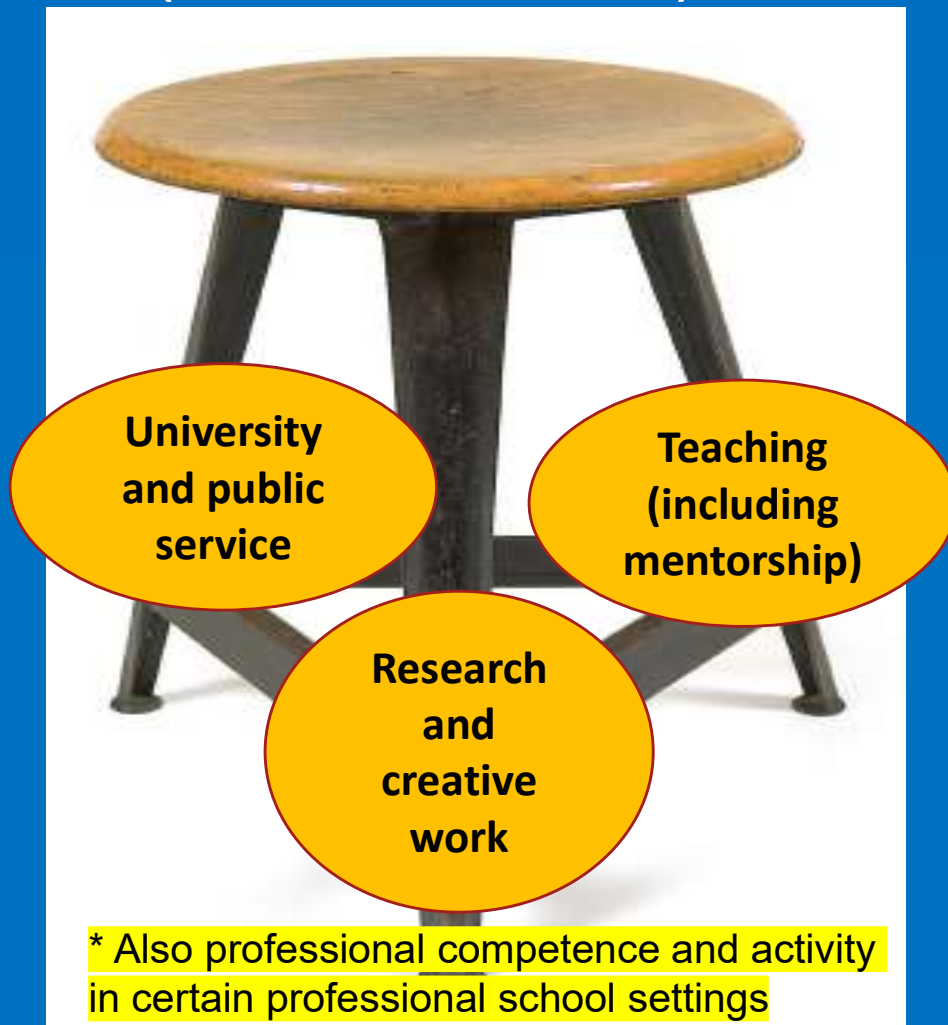 University
and public
service
Teaching
(including
mentorship)
Research
and
creative
work
* Also professional competence and activity
in certain professional school settings